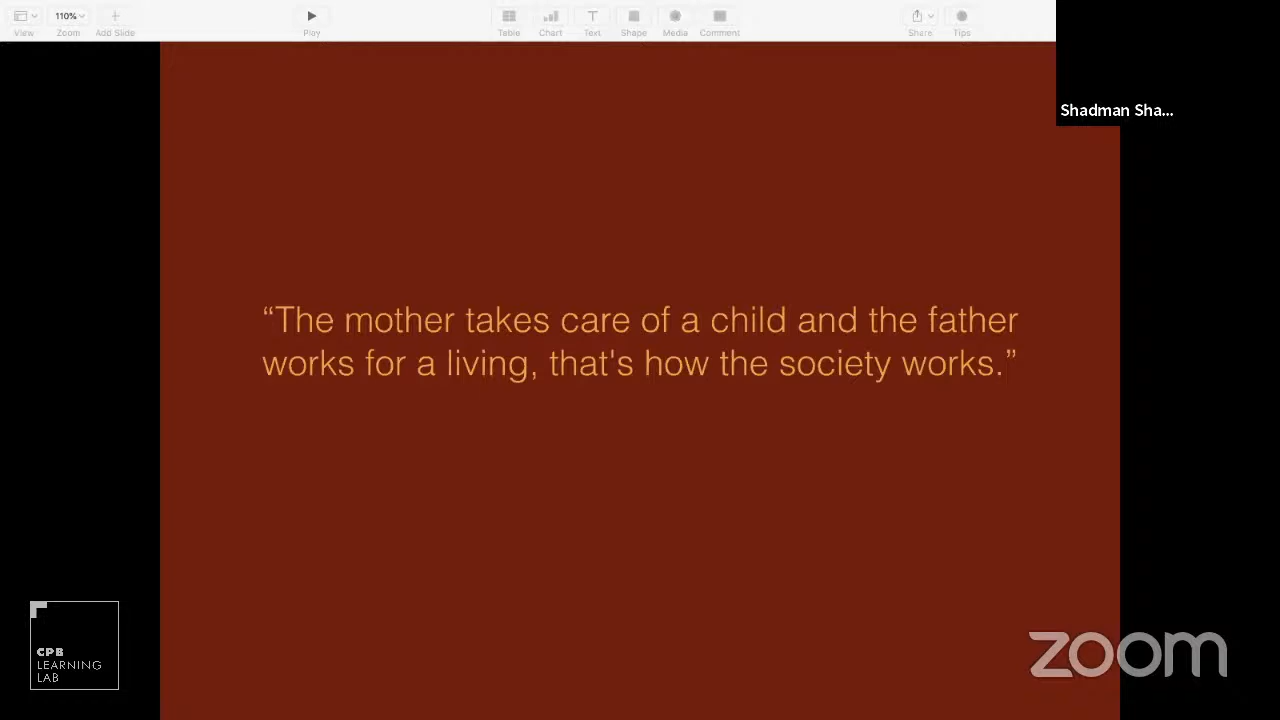 View
110%
Zoom
Add Slide
Play
Table
Chart
Text
Shape
Media
Comment
Share
Tips
Shadman Sha...
“The mother takes care of a child and the father
works for a living, that's how the society works.”
CPB
LEARNING
LAB
zoom